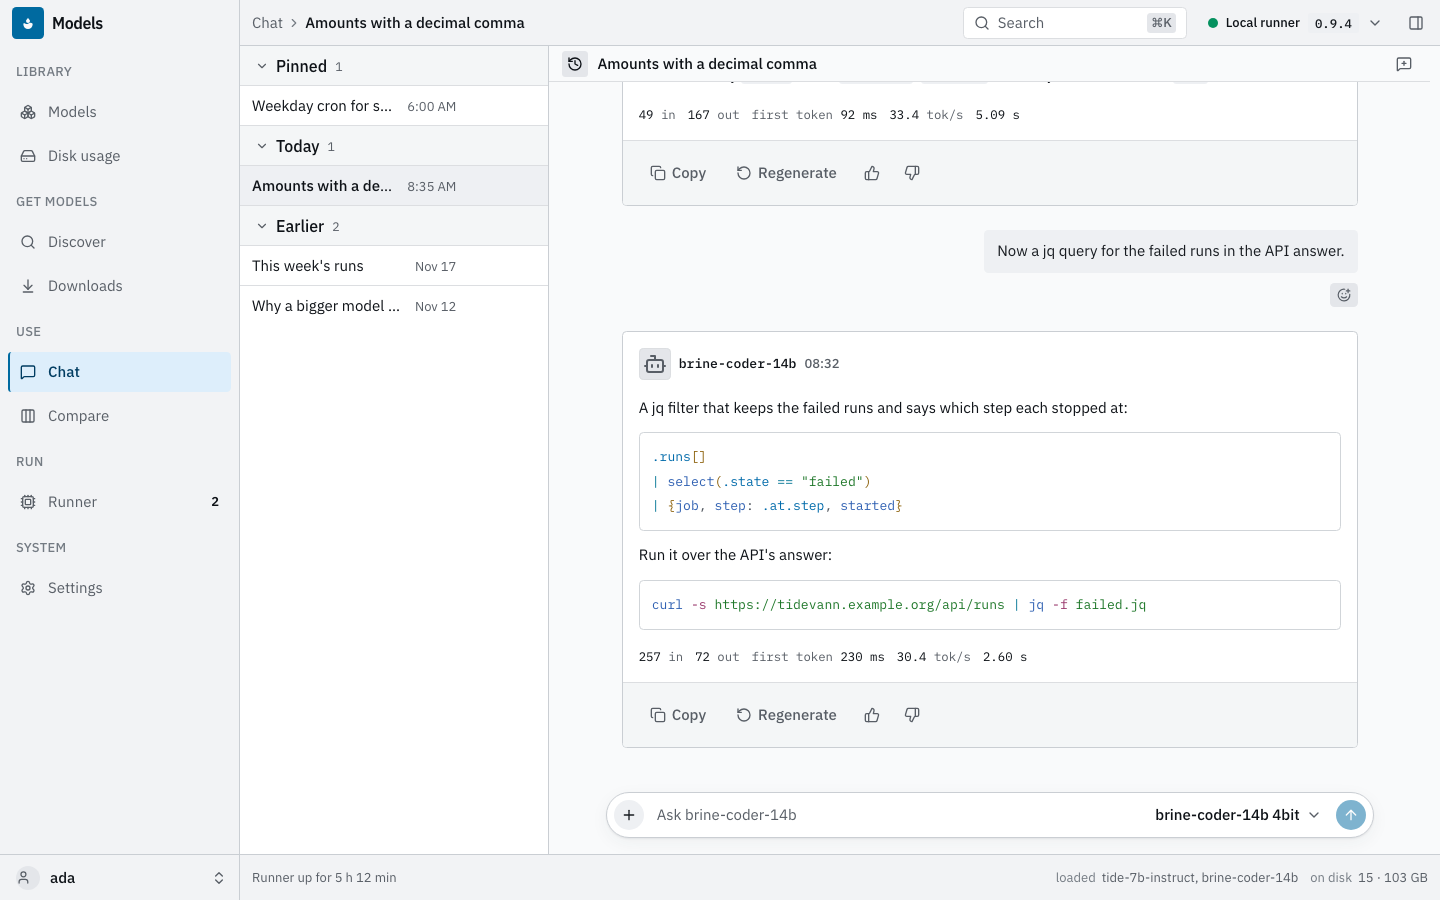 Models
LIBRARY
Models
Disk usage
GET MODELS
Discover
Downloads
USE
Chat
Compare
RUN
Runner 2
SYSTEM
Settings
ada
Chat > Amounts with a decimal comma
Search ⌘K
Local runner 0.9.4
Pinned 1
Weekday cron for s... 6:00 AM
Today 1
Amounts with a de... 8:35 AM
Earlier 2
This week's runs Nov 17
Why a bigger model ... Nov 12
Amounts with a decimal comma
49 in 167 out first token 92 ms 33.4 tok/s 5.09 s
Copy Regenerate
Now a jq query for the failed runs in the API answer.
brine-coder-14b 08:32
A jq filter that keeps the failed runs and says which step each stopped at:
.runs[]
| select(.state == "failed")
| {job, step: .at.step, started}
Run it over the API's answer:
curl -s https://tidevann.example.org/api/runs | jq -f failed.jq
257 in 72 out first token 230 ms 30.4 tok/s 2.60 s
Copy Regenerate
Ask brine-coder-14b
brine-coder-14b 4bit
Runner up for 5 h 12 min
loaded tide-7b-instruct, brine-coder-14b on disk 15 · 103 GB